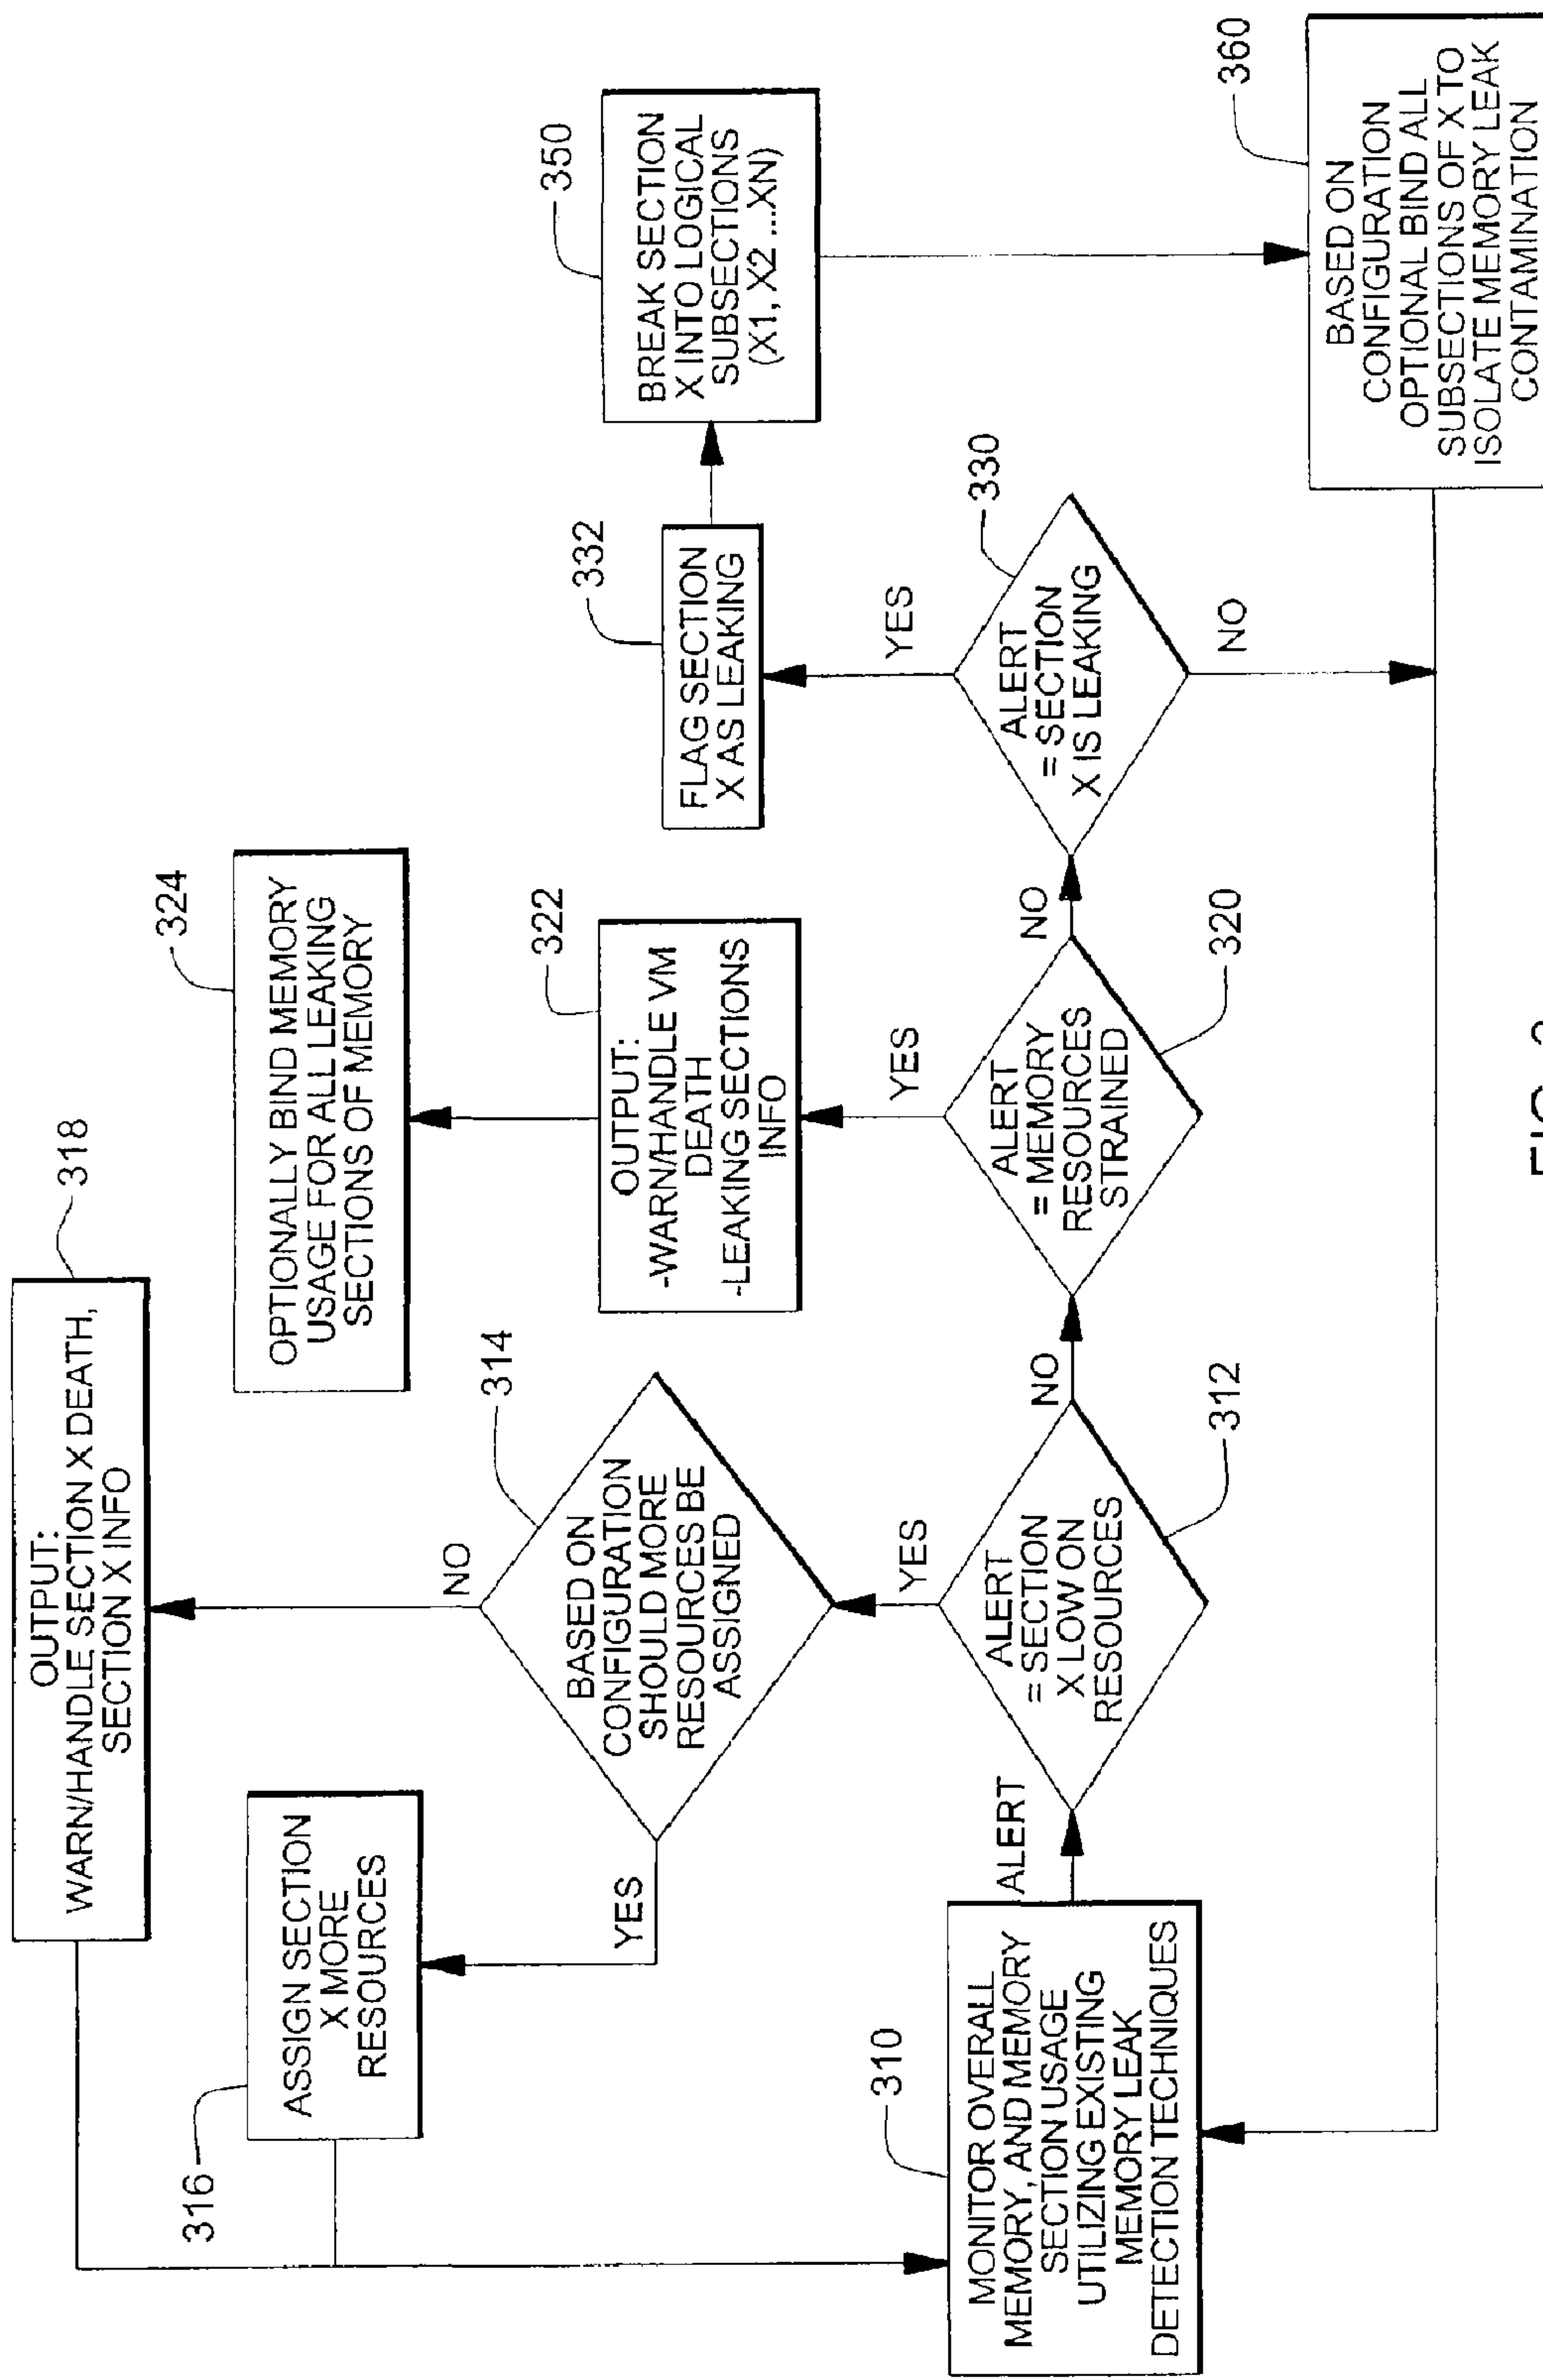 OUTPUT:
WARN/HANDLE SECTION X DEATH,
SECTION X INFO
318
316
ASSIGN SECTION
X MORE
RESOURCES
OPTIONALLY BIND MEMORY
USAGE FOR ALL LEAKING
SECTIONS OF MEMORY
324
NO
314
BASED ON
CONFIGURATION
SHOULD MORE
RESOURCES BE
ASSIGNED
YES
OUTPUT:
-WARN/HANDLE VM
DEATH
-LEAKING SECTIONS
INFO
322
FLAG SECTION
X AS LEAKING
332
BREAK SECTION
X INTO LOGICAL
SUBSECTIONS
(X1, X2 ...XN)
350
YES
YES
YES
310
MONITOR OVERALL
MEMORY, AND MEMORY
SECTION USAGE
UTILIZING EXISTING
MEMORY LEAK
DETECTION TECHNIQUES
ALERT
ALERT
= SECTION
X LOW ON
RESOURCES
312
NO
ALERT
= MEMORY
RESOURCES
STRAINED
320
NO
ALERT
= SECTION
X IS LEAKING
330
NO
360
BASED ON
CONFIGURATION
OPTIONAL BIND ALL
SUBSECTIONS OF X TO
ISOLATE MEMORY LEAK
CONTAMINATION